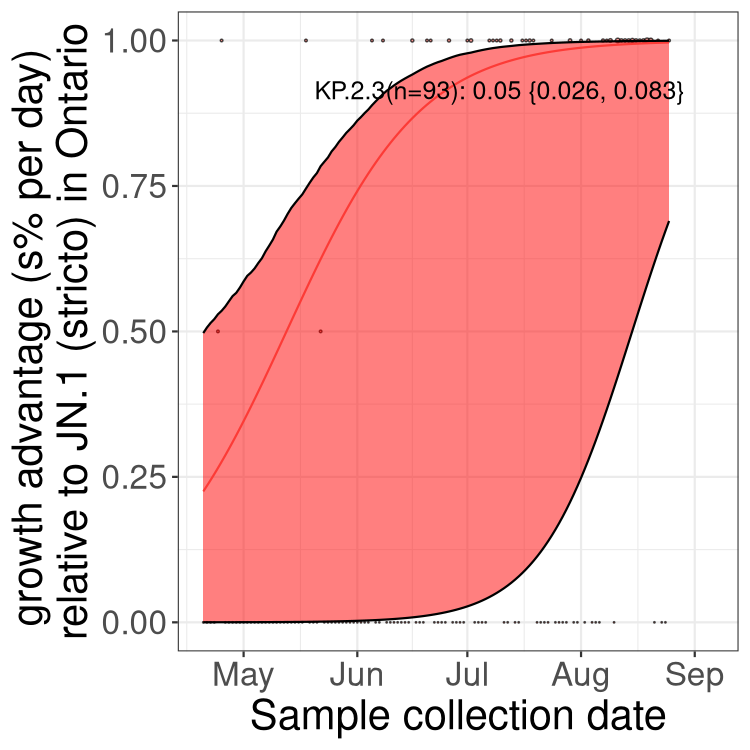 growth advantage (s% per day)
relative to JN.1 (stricto) in Ontario
1.00
0.75
0.50
0.25
0.00
KP.2.3(n=93): 0.05 {0.026, 0.083}
May Jun Jul Aug Sep
Sample collection date